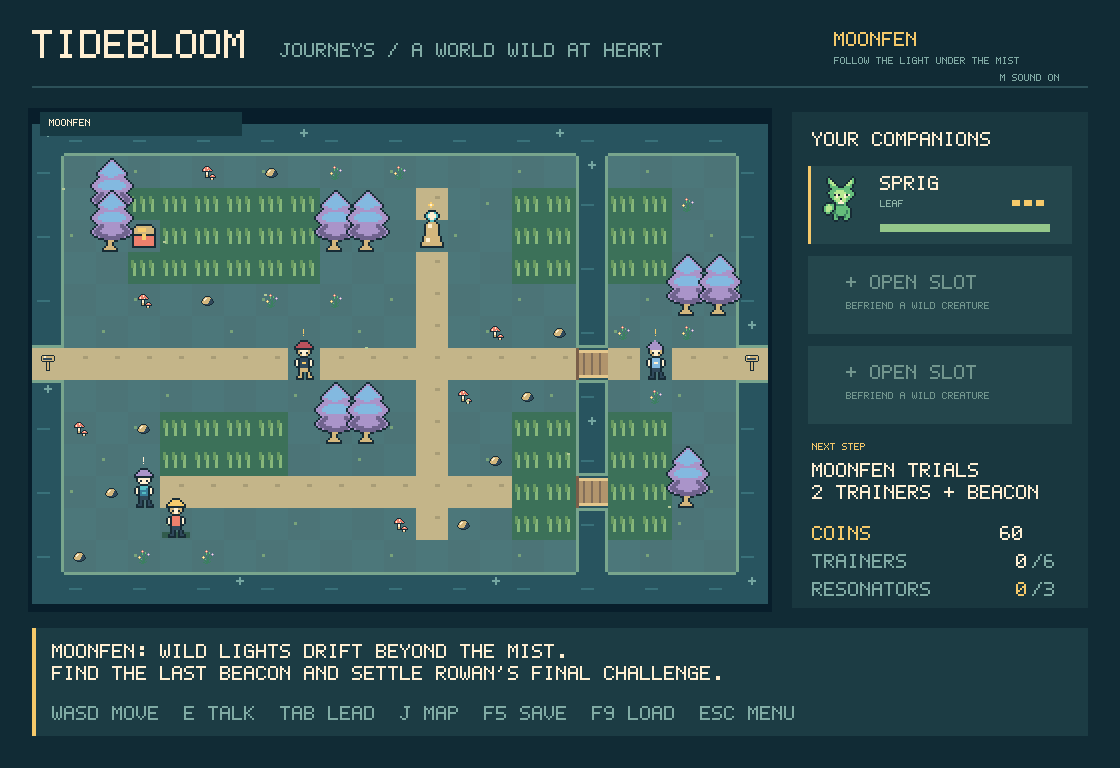 TIDEBLOOM
JOURNEYS / A WORLD WILD AT HEART
MOONFEN
FOLLOW THE LIGHT UNDER THE MIST
M SOUND ON
MOONFEN
YOUR COMPANIONS
SPRIG
LEAF
+ OPEN SLOT
BEFRIEND A WILD CREATURE
+ OPEN SLOT
BEFRIEND A WILD CREATURE
NEXT STEP
MOONFEN TRIALS
2 TRAINERS + BEACON
COINS 60
TRAINERS 0/6
RESONATORS 0/3
MOONFEN: WILD LIGHTS DRIFT BEYOND THE MIST.
FIND THE LAST BEACON AND SETTLE ROWAN'S FINAL CHALLENGE.
WASD MOVE E TALK TAB LEAD J MAP F5 SAVE F9 LOAD ESC MENU